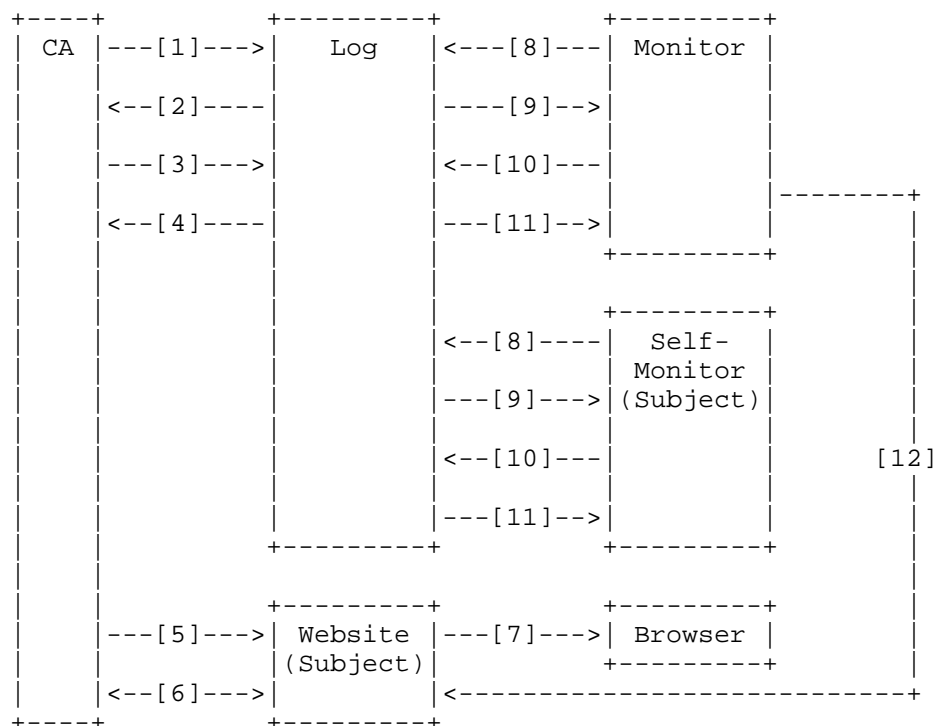 CA ---[1]---> Log <---[8]--- Monitor
<--[2]---- ----[9]-->
---[3]---> <--[10]---
<--[4]---- ---[11]-->
<--[8]---- Self-
Monitor
---[9]---> (Subject)
<--[10]--- [12]
---[11]-->
---[5]---> Website ---[7]---> Browser
(Subject)
<--[6]--->